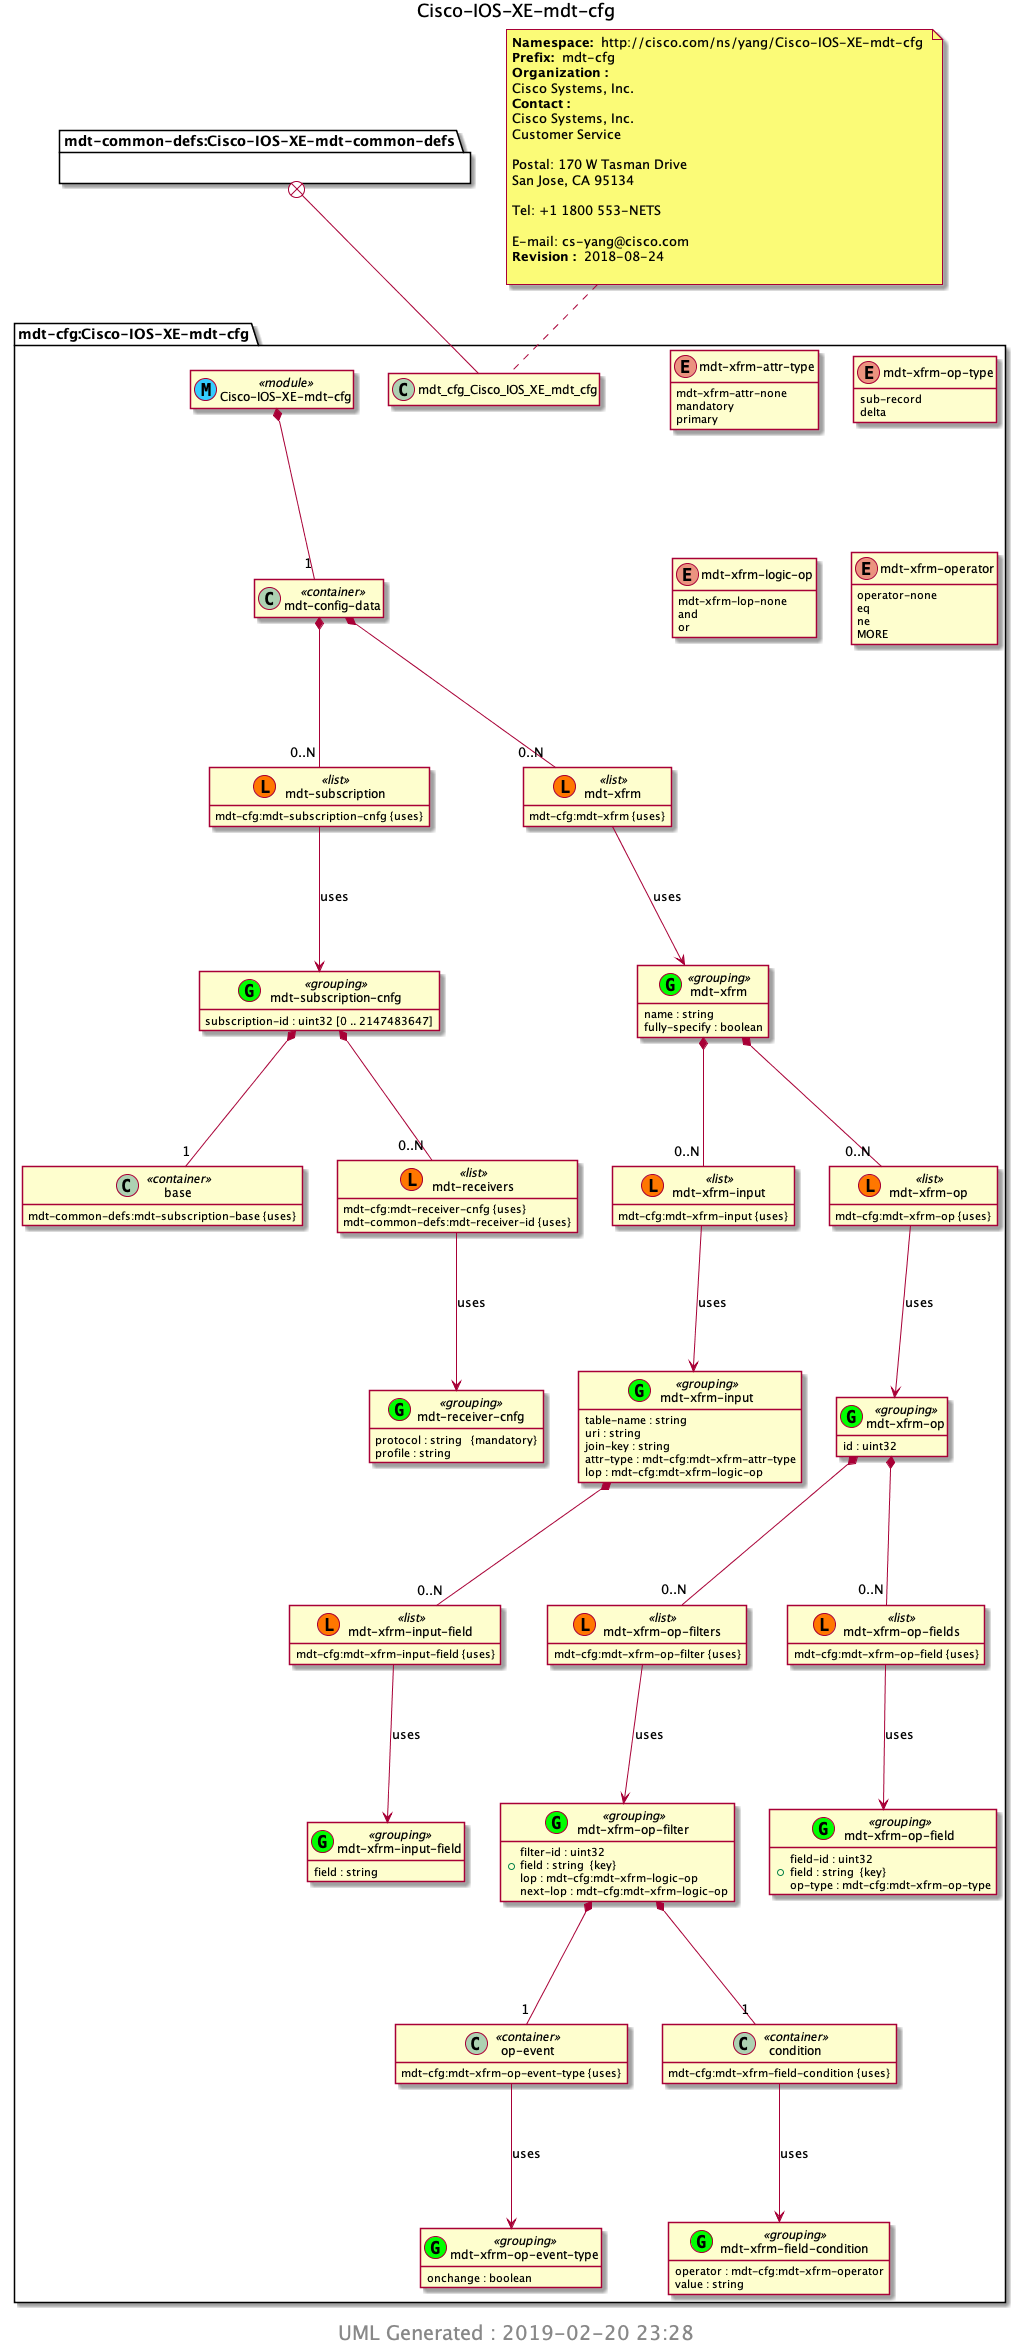 Cisco-IOS-XE-mdt-cfg
Namespace: http://cisco.com/ns/yang/Cisco-IOS-XE-mdt-cfg
Prefix: mdt-cfg
Organization :
Cisco Systems, Inc.
Contact :
Cisco Systems, Inc.
Customer Service
Postal: 170 W Tasman Drive
San Jose, CA 95134
Tel: +1 1800 553-NETS
E-mail: cs-yang@cisco.com
Revision : 2018-08-24
mdt-common-defs:Cisco-IOS-XE-mdt-common-defs
mdt-cfg:Cisco-IOS-XE-mdt-cfg
M «module»
Cisco-IOS-XE-mdt-cfg
C mdt_cfg_Cisco_IOS_XE_mdt_cfg
E mdt-xfrm-attr-type
mdt-xfrm-attr-none
mandatory
primary
E mdt-xfrm-op-type
sub-record
delta
1
C «container»
mdt-config-data
E mdt-xfrm-logic-op
mdt-xfrm-lop-none
and
or
E mdt-xfrm-operator
operator-none
eq
ne
MORE
0..N
0..N
L «list»
mdt-subscription
mdt-cfg:mdt-subscription-cnfg {uses}
L «list»
mdt-xfrm
mdt-cfg:mdt-xfrm {uses}
uses
uses
G «grouping»
mdt-subscription-cnfg
subscription-id : uint32 [0 .. 2147483647]
G «grouping»
mdt-xfrm
name : string
fully-specify : boolean
1
0..N
0..N
0..N
C «container»
base
mdt-common-defs:mdt-subscription-base {uses}
L «list»
mdt-receivers
mdt-cfg:mdt-receiver-cnfg {uses}
mdt-common-defs:mdt-receiver-id {uses}
L «list»
mdt-xfrm-input
mdt-cfg:mdt-xfrm-input {uses}
L «list»
mdt-xfrm-op
mdt-cfg:mdt-xfrm-op {uses}
uses
uses
uses
G «grouping»
mdt-receiver-cnfg
protocol : string {mandatory}
profile : string
G «grouping»
mdt-xfrm-input
table-name : string
uri : string
join-key : string
attr-type : mdt-cfg:mdt-xfrm-attr-type
lop : mdt-cfg:mdt-xfrm-logic-op
G «grouping»
mdt-xfrm-op
id : uint32
0..N
0..N
0..N
L «list»
mdt-xfrm-input-field
mdt-cfg:mdt-xfrm-input-field {uses}
L «list»
mdt-xfrm-op-filters
mdt-cfg:mdt-xfrm-op-filter {uses}
L «list»
mdt-xfrm-op-fields
mdt-cfg:mdt-xfrm-op-field {uses}
uses
uses
uses
G «grouping»
mdt-xfrm-input-field
field : string
G «grouping»
mdt-xfrm-op-filter
filter-id : uint32
field : string {key}
lop : mdt-cfg:mdt-xfrm-logic-op
next-lop : mdt-cfg:mdt-xfrm-logic-op
G «grouping»
mdt-xfrm-op-field
field-id : uint32
field : string {key}
op-type : mdt-cfg:mdt-xfrm-op-type
1
1
C «container»
op-event
mdt-cfg:mdt-xfrm-op-event-type {uses}
C «container»
condition
mdt-cfg:mdt-xfrm-field-condition {uses}
uses
uses
G «grouping»
mdt-xfrm-op-event-type
onchange : boolean
G «grouping»
mdt-xfrm-field-condition
operator : mdt-cfg:mdt-xfrm-operator
value : string
UML Generated : 2019-02-20 23:28